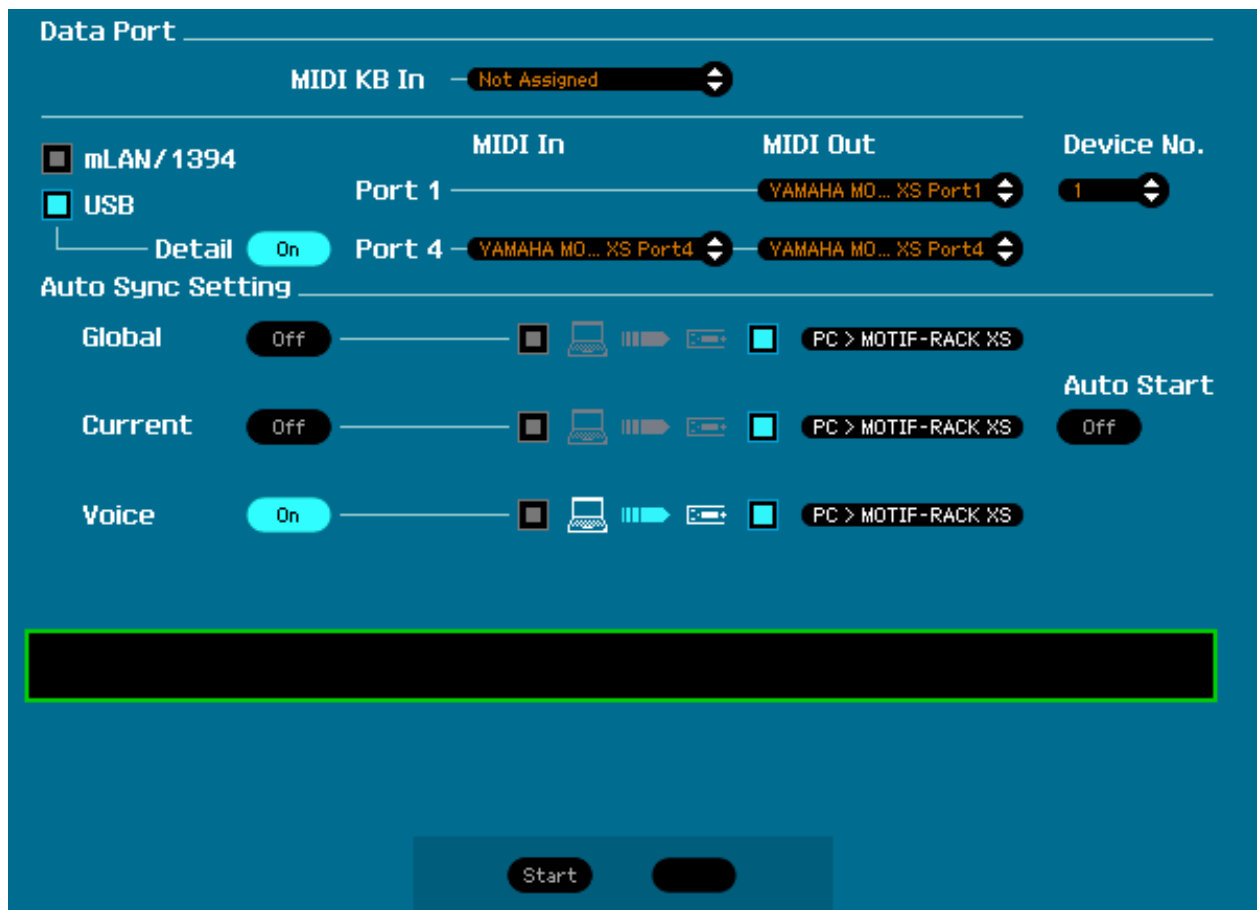 Data Port
MIDI KB In Not Assigned
MIDI In MIDI Out Device No.
mLAN/1394
Port 1 YAMAHA MO... XS Port1 1
USB
Detail On Port 4 YAMAHA MO... XS Port4 YAMAHA MO... XS Port4
Auto Sync Setting
Global Off PC > MOTIF-RACK XS
Auto Start
Current Off PC > MOTIF-RACK XS Off
Voice On PC > MOTIF-RACK XS
Start